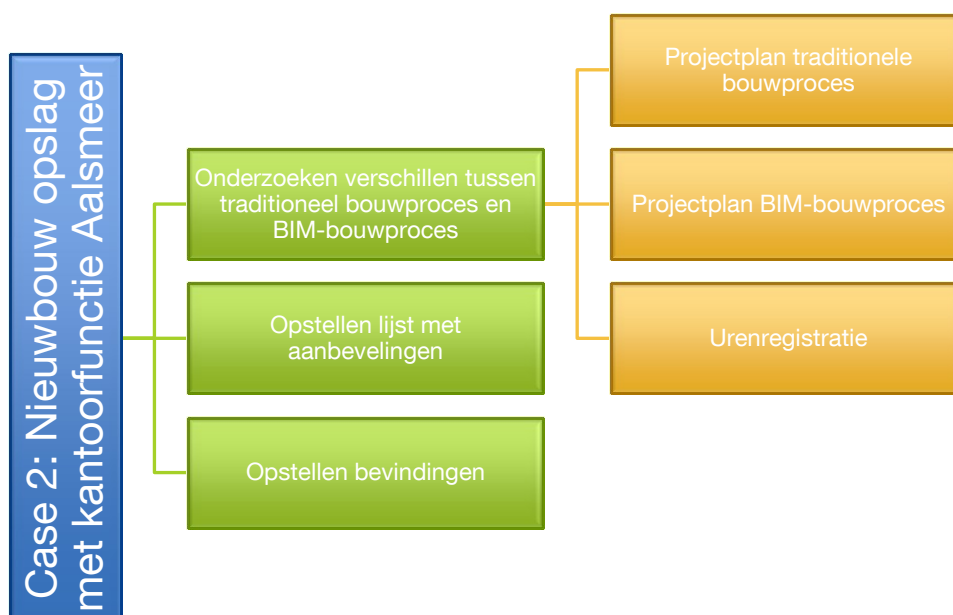 Case 2: Nieuwbouw opslag
met kantoorfunctie Aalsmeer
Onderzoeken verschillen tussen
traditioneel bouwproces en
BIM-bouwproces
Projectplan traditionele
bouwproces
Projectplan BIM-bouwproces
Urenregistratie
Opstellen lijst met
aanbevelingen
Opstellen bevindingen